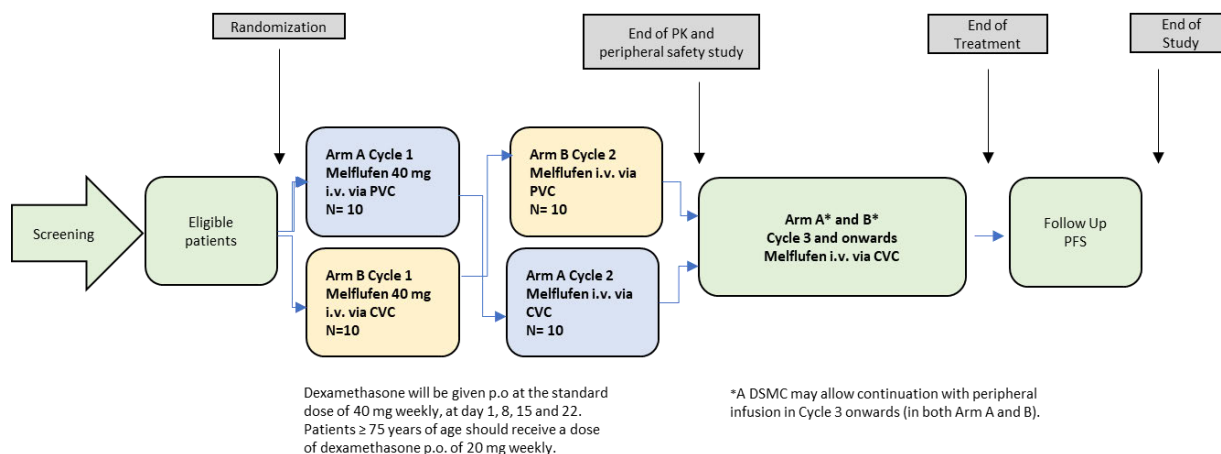 Randomization
End of PK and
peripheral safety study
End of
Treatment
End of
Study
Screening
Eligible
patients
Arm A Cycle 1
Melflufen 40 mg
i.v. via PVC
N= 10
Arm B Cycle 1
Melflufen 40 mg
i.v. via CVC
N=10
Arm B Cycle 2
Melflufen i.v. via
PVC
N= 10
Arm A Cycle 2
Melflufen i.v. via
CVC
N= 10
Arm A* and B*
Cycle 3 and onwards
Melflufen i.v. via CVC
Follow Up
PFS
Dexamethasone will be given p.o at the standard
dose of 40 mg weekly, at day 1, 8, 15 and 22.
Patients ≥ 75 years of age should receive a dose
of dexamethasone p.o. of 20 mg weekly.
*A DSMC may allow continuation with peripheral
infusion in Cycle 3 onwards (in both Arm A and B).